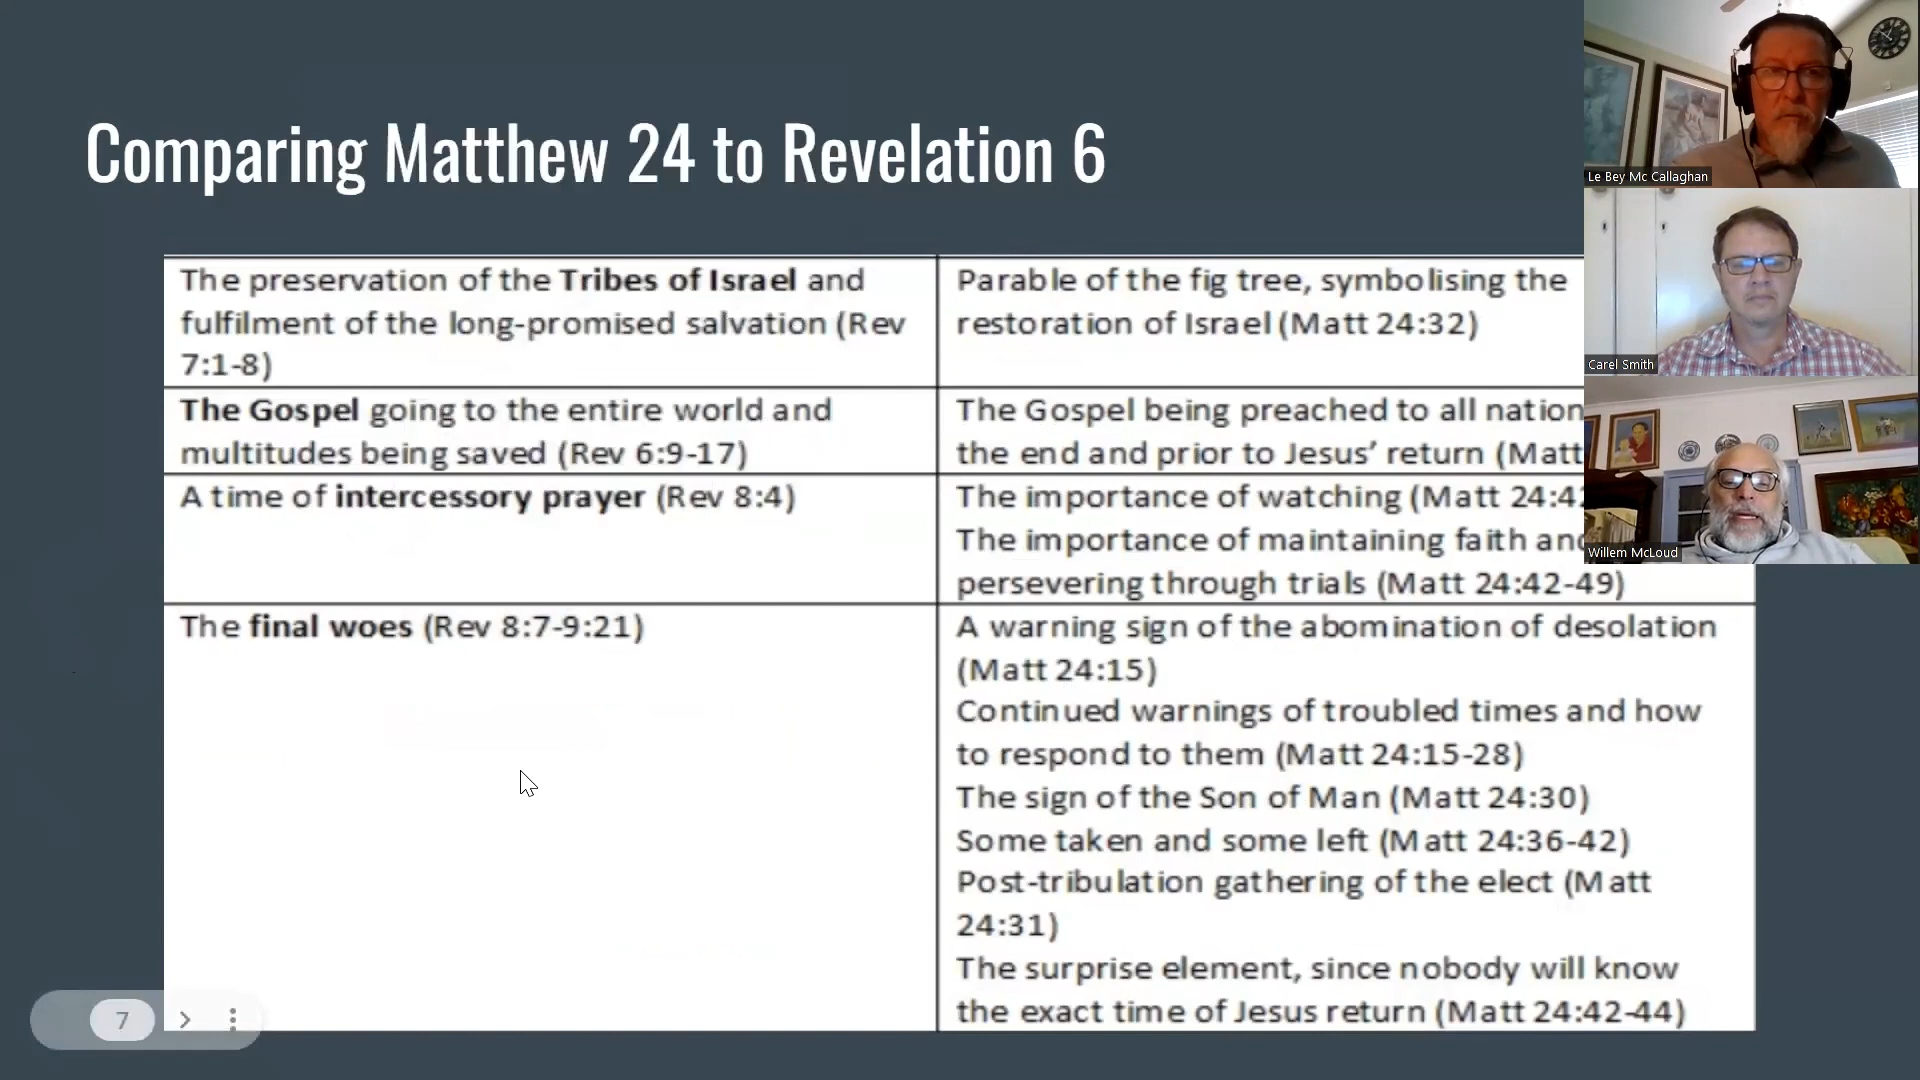 Comparing Matthew 24 to Revelation 6
The preservation of the Tribes of Israel and
fulfilment of the long-promised salvation (Rev
7:1-8)
Parable of the fig tree, symbolising the
restoration of Israel (Matt 24:32)
The Gospel going to the entire world and
multitudes being saved (Rev 6:9-17)
The Gospel being preached to all nation
the end and prior to Jesus’ return (Matt
A time of intercessory prayer (Rev 8:4)
The importance of watching (Matt 24:42
The importance of maintaining faith and
persevering through trials (Matt 24:42-49)
The final woes (Rev 8:7-9:21)
A warning sign of the abomination of desolation
(Matt 24:15)
Continued warnings of troubled times and how
to respond to them (Matt 24:15-28)
The sign of the Son of Man (Matt 24:30)
Some taken and some left (Matt 24:36-42)
Post-tribulation gathering of the elect (Matt
24:31)
The surprise element, since nobody will know
the exact time of Jesus return (Matt 24:42-44)
7
Le Bey Mc Callaghan
Carel Smith
Willem McLoud